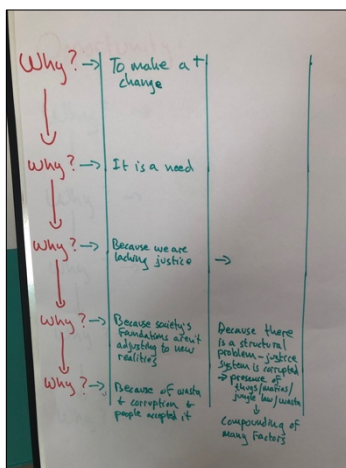 Why? → To make a +
change
Why? → It is a need
Why? → Because we are
lacking justice →
Why? → Because society's
foundations aren't
adjusting to new
realities
Because there
is a structural
problem - justice
system is corrupted
→ presence of
thugs/mafias/
jungle law/wasta
↓
Compounding of
many factors
Why? → Because of wasta
+ corruption +
people accepted it